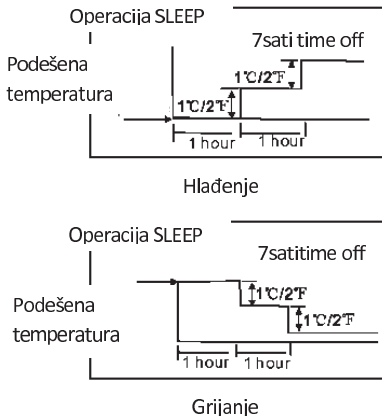 Operacija SLEEP
7sati time off
Podešena
temperatura
1℃/2℉
1℃/2℉
1 hour
1 hour
Hlađenje
Operacija SLEEP
7satitime off
Podešena
temperatura
1℃/2℉
1℃/2℉
1 hour
1 hour
Grijanje